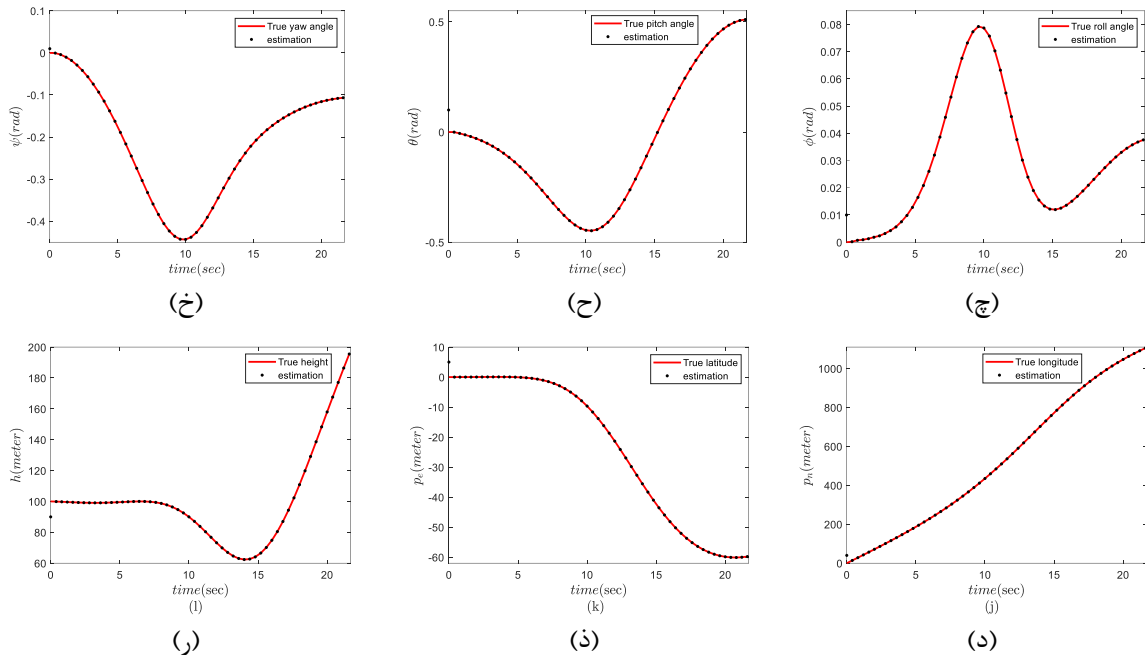 True yaw angle
estimation
0.1
0
-0.1
-0.2
-0.3
-0.4
ψ(rad)
0 5 10 15 20
time(sec)
(خ)
True pitch angle
estimation
0.5
0
-0.5
θ(rad)
0 5 10 15 20
time(sec)
(ح)
True roll angle
estimation
0.08
0.07
0.06
0.05
0.04
0.03
0.02
0.01
0
ϕ(rad)
0 5 10 15 20
time(sec)
(چ)
True height
estimation
200
180
160
140
120
100
80
60
h(meter)
0 5 10 15 20
time(sec)
(l)
(ر)
True latitude
estimation
10
0
-10
-20
-30
-40
-50
-60
p_e(meter)
0 5 10 15 20
time(sec)
(k)
(ذ)
True longitude
estimation
1000
800
600
400
200
0
p_n(meter)
0 5 10 15 20
time(sec)
(j)
(د)